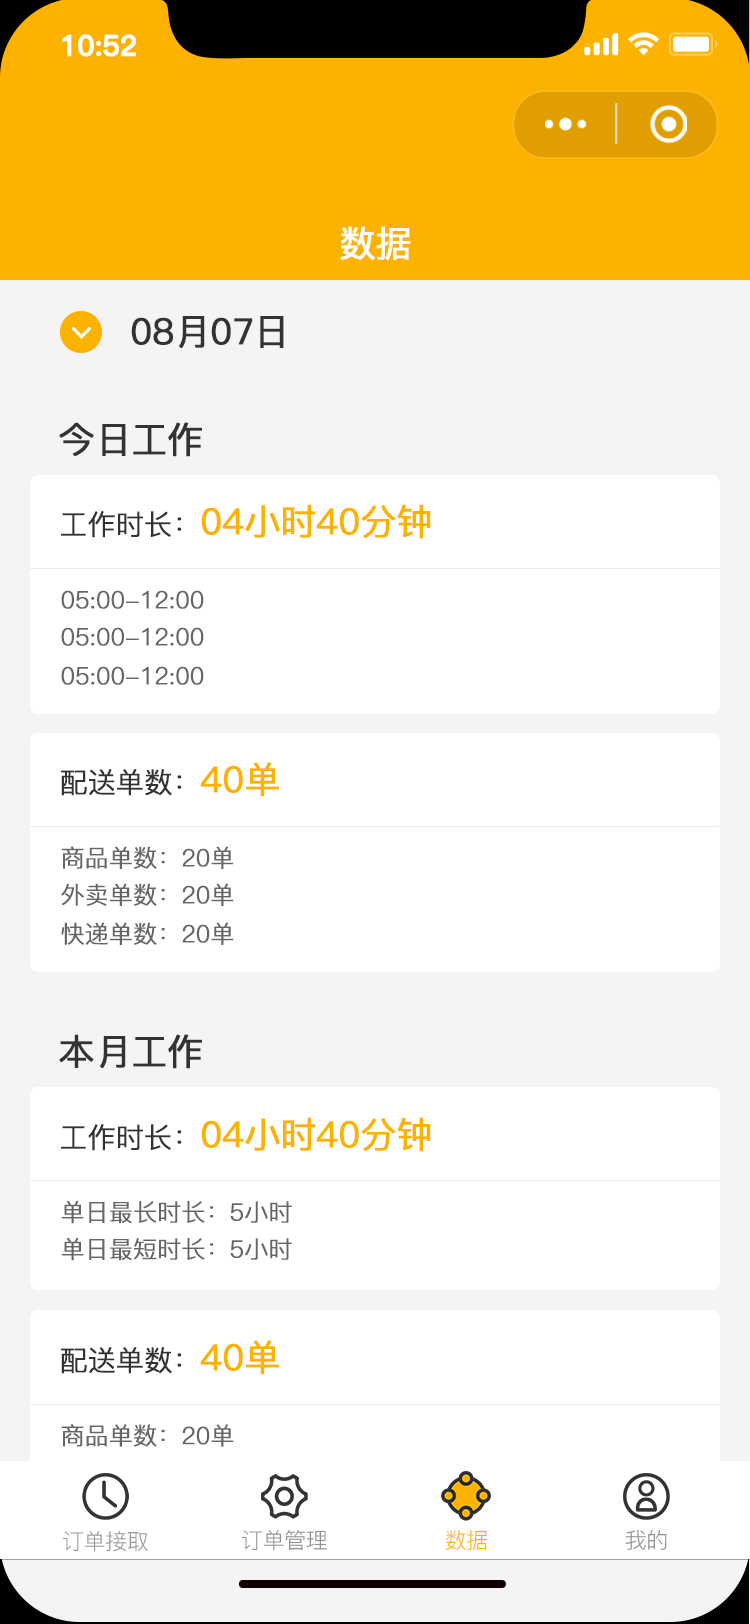 10:52
数据
08月07日
今日工作
工作时长：04小时40分钟
05:00-12:00
05:00-12:00
05:00-12:00
配送单数：40单
商品单数：20单
外卖单数：20单
快递单数：20单
本月工作
工作时长：04小时40分钟
单日最长时长：5小时
单日最短时长：5小时
配送单数：40单
商品单数：20单
订单接取
订单管理
数据
我的